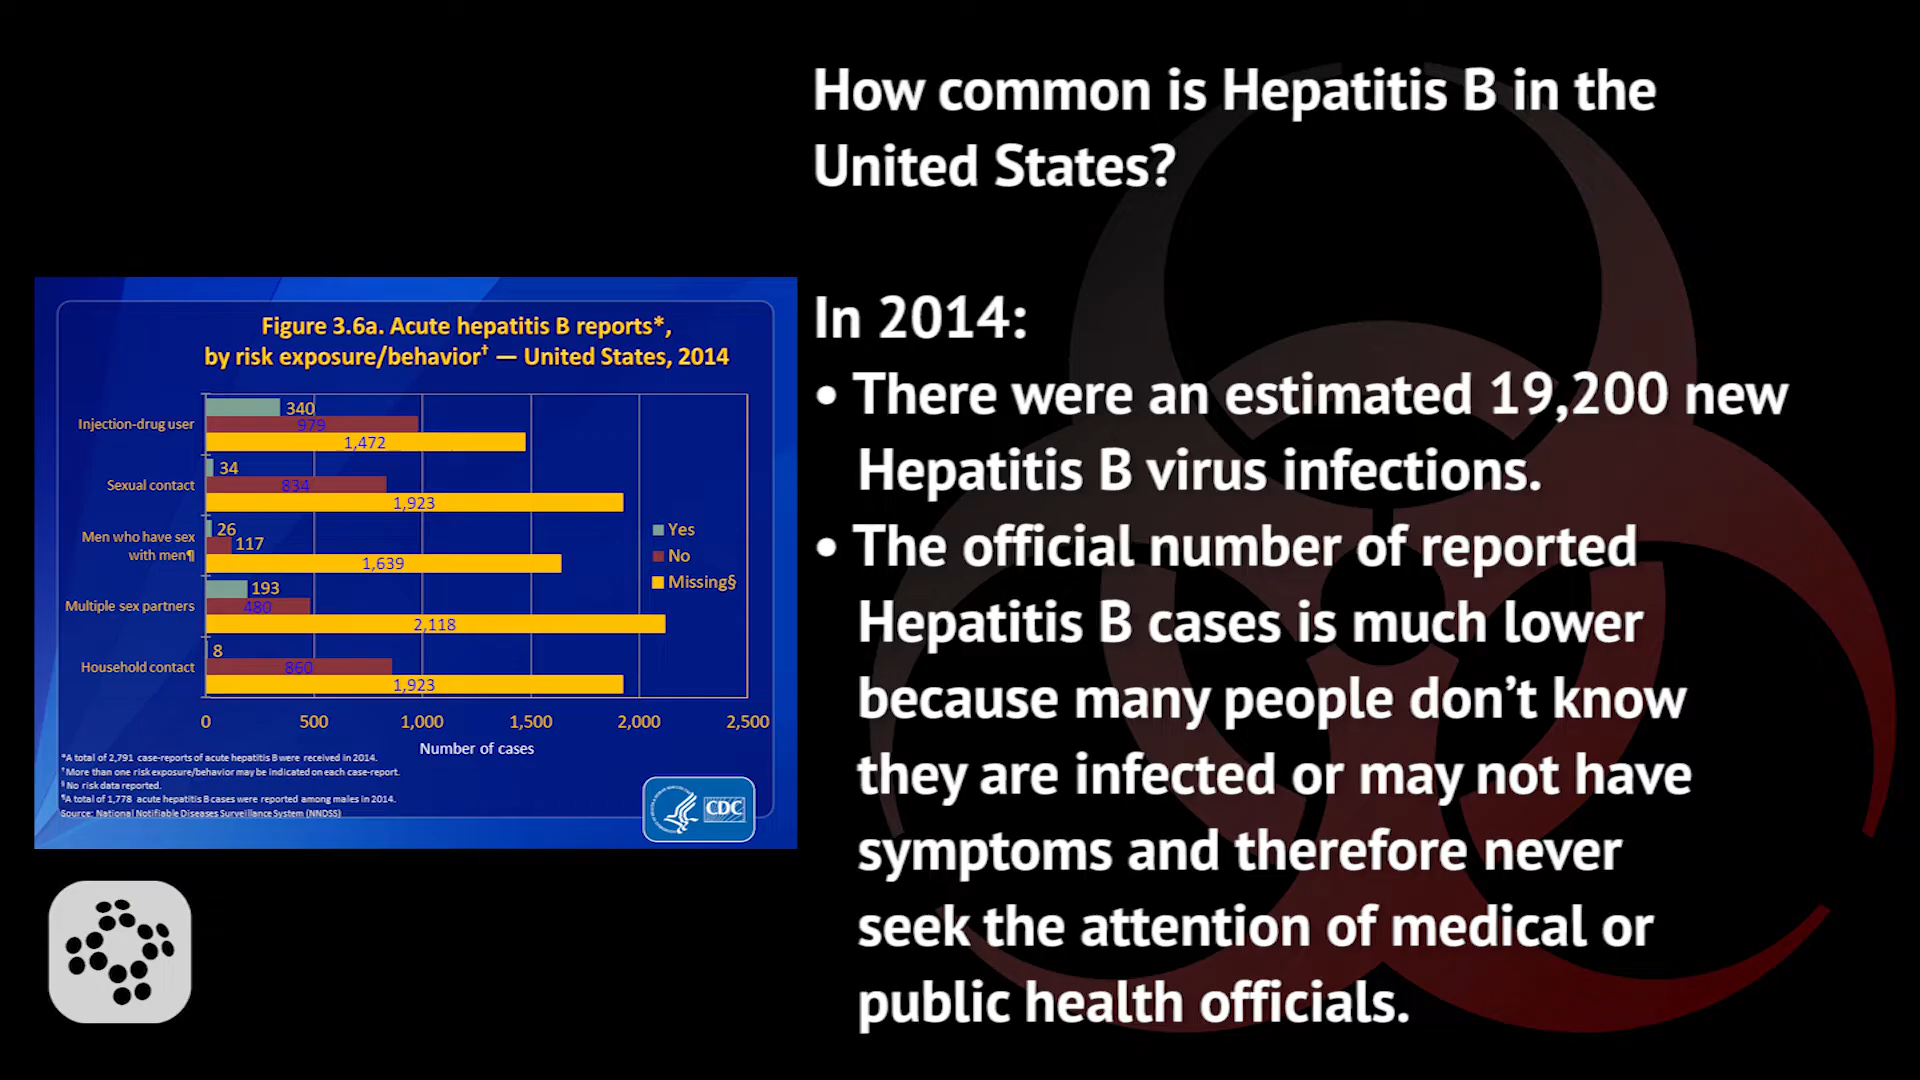 How common is Hepatitis B in the
United States?
In 2014:
• There were an estimated 19,200 new
Hepatitis B virus infections.
• The official number of reported
Hepatitis B cases is much lower
because many people don’t know
they are infected or may not have
symptoms and therefore never
seek the attention of medical or
public health officials.
Figure 3.6a. Acute hepatitis B reports*,
by risk exposure/behavior† — United States, 2014
Injection-drug user
340
979
1,472
Sexual contact
34
834
1,923
Men who have sex
with men¶
26
117
1,639
Multiple sex partners
193
480
2,118
Household contact
8
860
1,923
Yes
No
Missing§
0 500 1,000 1,500 2,000 2,500
Number of cases
*A total of 2,791 case-reports of acute hepatitis B were received in 2014.
†More than one risk exposure/behavior may be indicated on each case-report.
§No risk data reported.
¶A total of 1,778 acute hepatitis B cases were reported among males in 2014.
Source: National Notifiable Diseases Surveillance System (NNDSS)
CDC